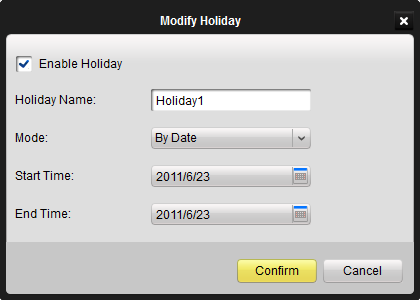 Modify Holiday
Enable Holiday
Holiday Name: Holiday1
Mode: By Date
Start Time: 2011/6/23
End Time: 2011/6/23
Confirm Cancel